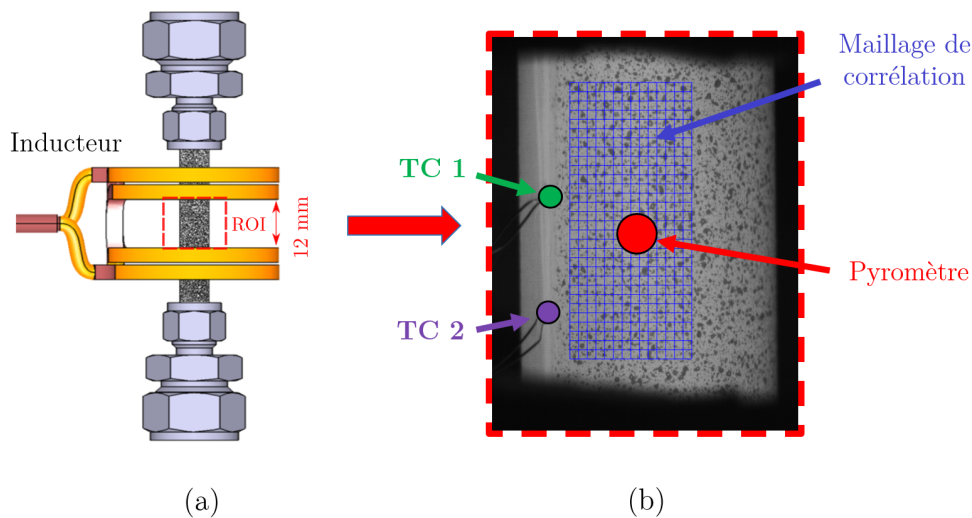 Inducteur
ROI
12 mm
(a)
Maillage de
corrélation
TC 1
Pyromètre
TC 2
(b)